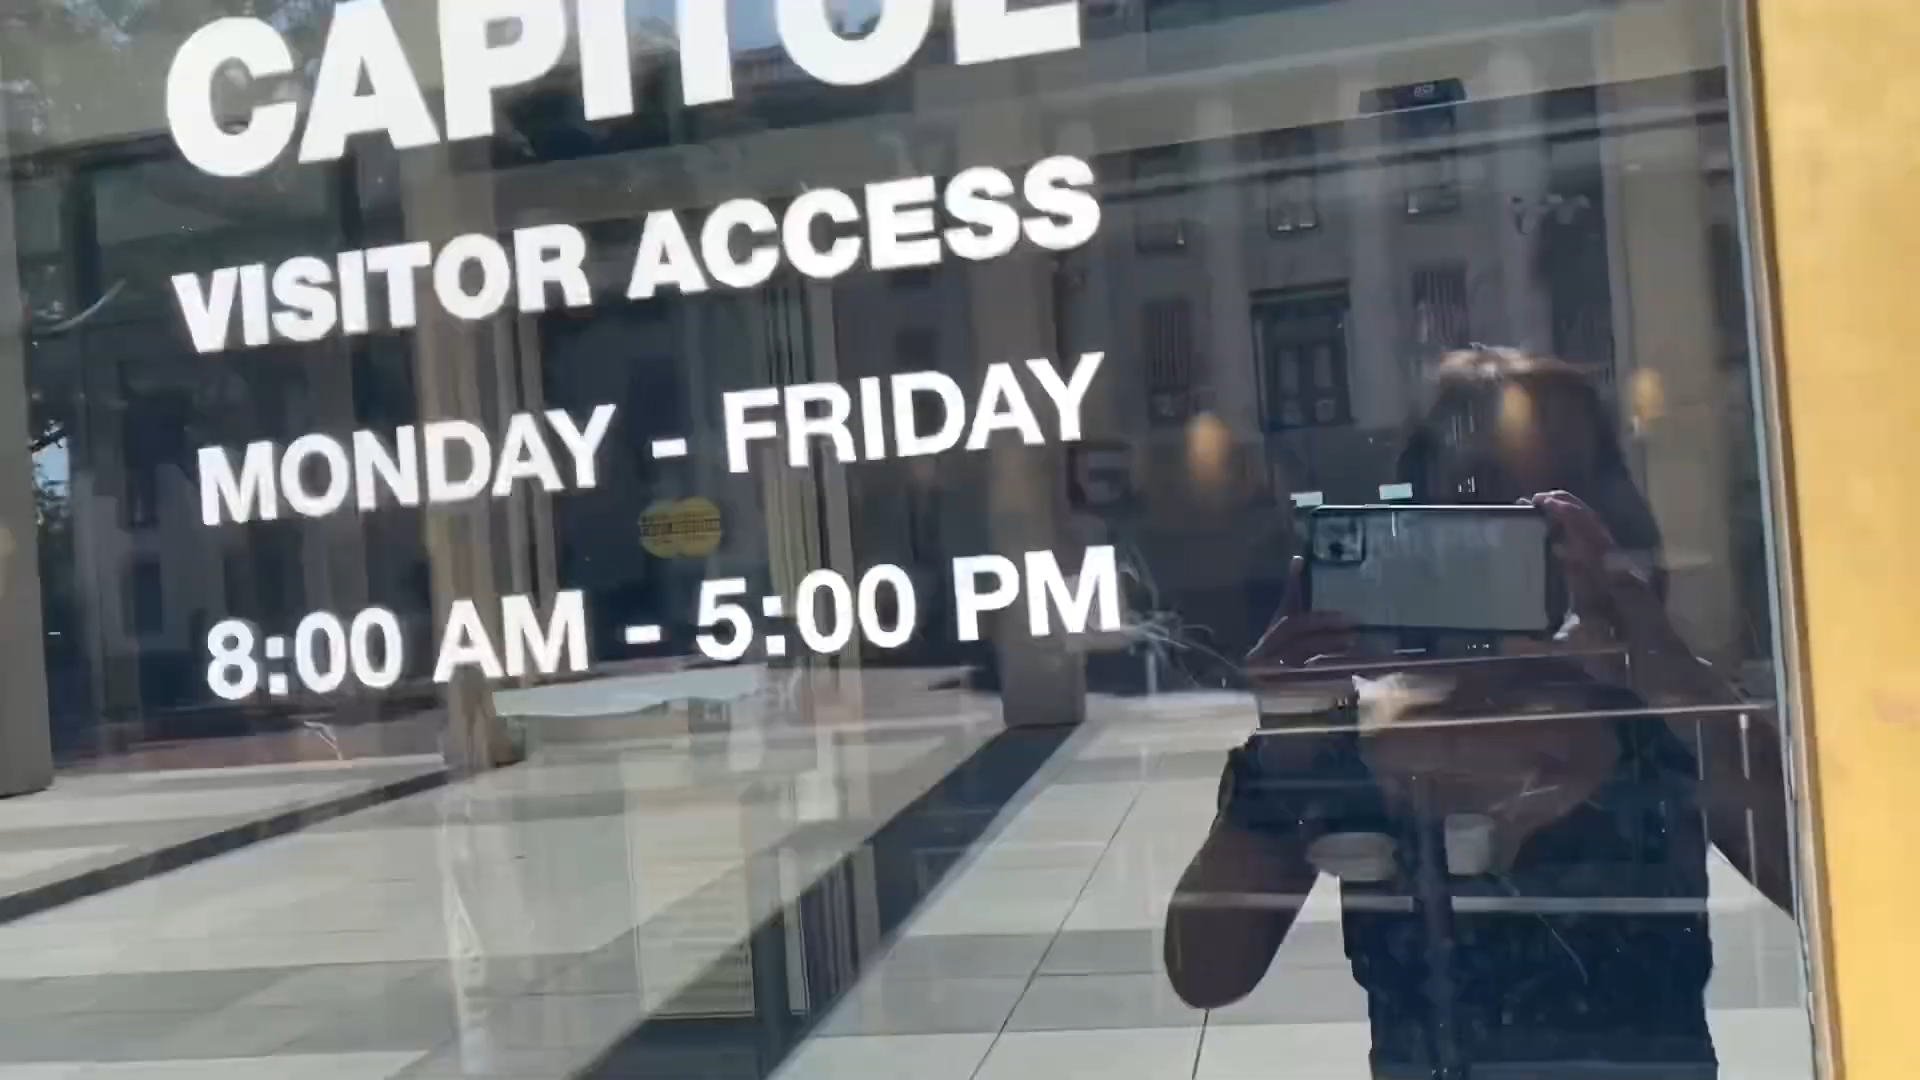 CAPITOL
VISITOR ACCESS
MONDAY - FRIDAY
8:00 AM - 5:00 PM